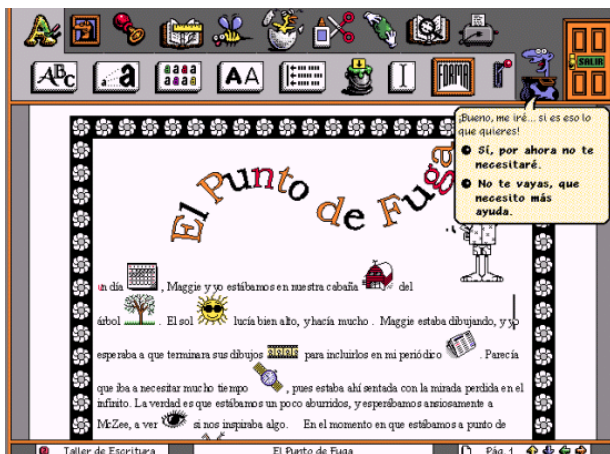 ABC
a a
a a a a
a a a a
A A
I
FORMA
SALIR
¡Bueno, me iré... si es eso lo
que quieres!
Sí, por ahora no te
necesitaré.
No te vayas, que
necesito más
ayuda.
El Punto de Fuga
un día , Maggie y yo estábamos en nuestra cabaña del
árbol . El sol lucía bien alto, y hacía mucho . Maggie estaba dibujando, y yo
esperaba a que terminara sus dibujos para incluirlos en mi periódico . Parecía
que iba a necesitar mucho tiempo , pues estaba ahí sentada con la mirada perdida en el
infinito. La verdad es que estábamos un poco aburridos, y esperábamos ansiosamente a
McZee, a ver si nos inspiraba algo. En el momento en que estábamos a punto de
Taller de Escritura El Punto de Fuga Pág. 1